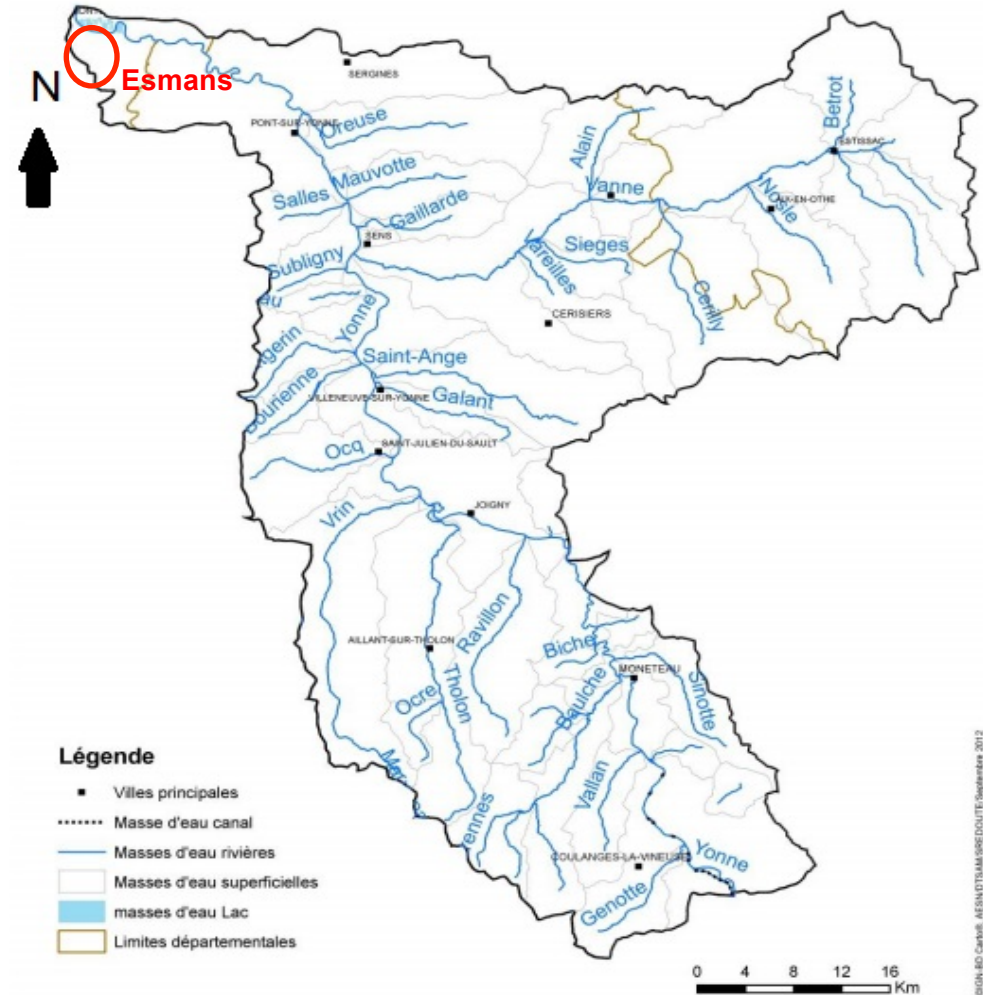 N
Esmans
SERGINES
PONT-SUR-YONNE
Oreuse
Alain
Betrot
ESTISSAC
Salles
Mauvotte
Vanne
Nosle
Gaillarde
SENS
Sieges
Vareilles
Subligny
Cerilly
CERISIERS
Yonne
Saint-Ange
VILLENEUVE-SUR-YONNE
Galant
Bourienne
Ocq
SAINT-JULIEN-DU-SAULT
Vrin
JOIGNY
Ravillon
AILLANT-SUR-THOLON
Biche
MONETEAU
Tholon
Ocre
Baulche
Sinotte
Vallan
COULANGES-LA-VINEUSE
Yonne
Genotte
Légende
Villes principales
Masse d'eau canal
Masses d'eau rivières
Masses d'eau superficielles
masses d'eau Lac
Limites départementales
0 4 8 12 16
Km